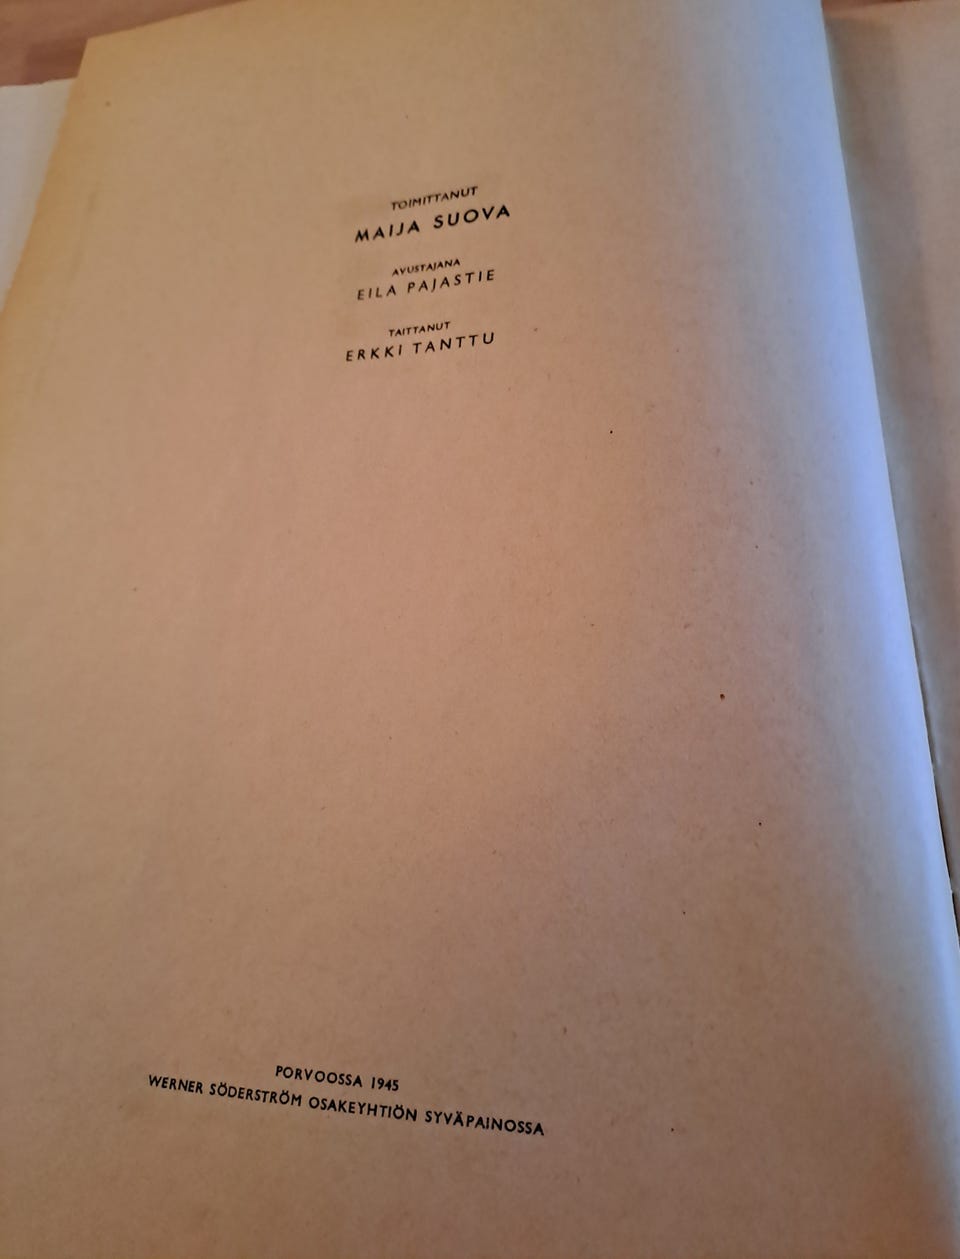 TOIMITTANUT
MAIJA SUOVA
AVUSTAJANA
EILA PAJASTIE
TAITTANUT
ERKKI TANTTU
PORVOOSSA 1945
WERNER SÖDERSTRÖM OSAKEYHTIÖN SYVÄPAINOSSA